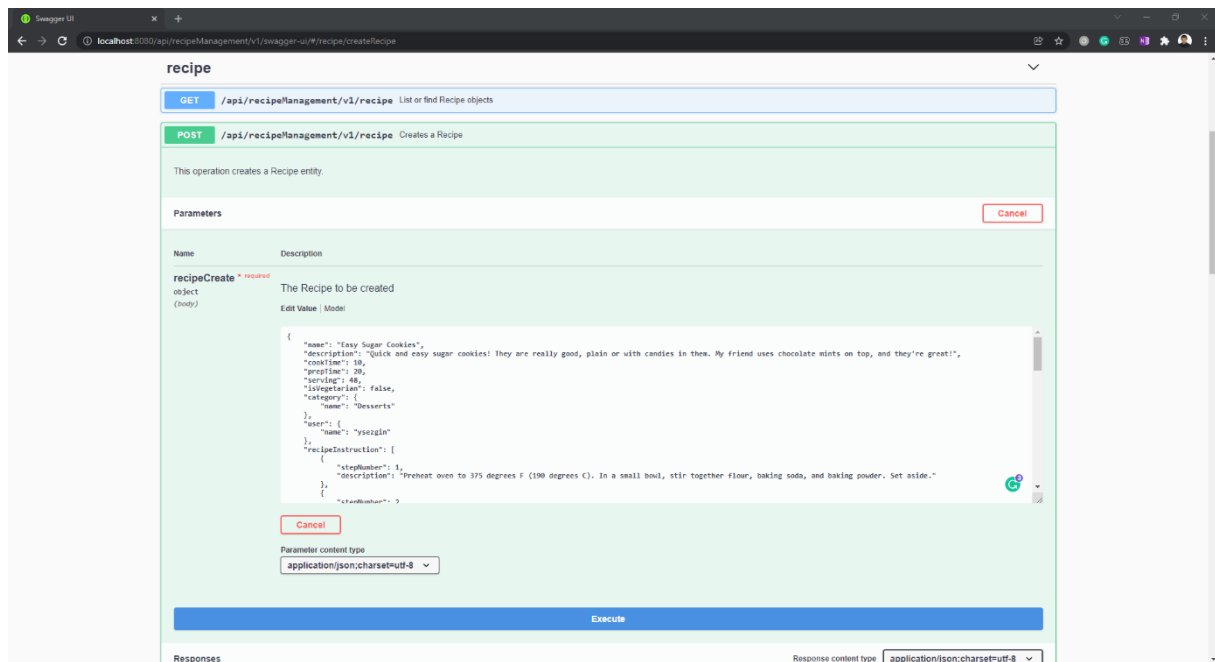 Swagger UI
localhost:8080/api/recipeManagement/v1/swagger-ui/#/recipe/createRecipe
recipe
GET /api/recipeManagement/v1/recipe List or find Recipe objects
POST /api/recipeManagement/v1/recipe Creates a Recipe
This operation creates a Recipe entity.
Parameters Cancel
Name Description
recipeCreate * required
object
(body)
The Recipe to be created
Edit Value | Model
{
"name": "Easy Sugar Cookies",
"description": "Quick and easy sugar cookies! They are really good, plain or with candies in them. My friend uses chocolate mints on top, and they're great!",
"cookTime": 10,
"prepTime": 20,
"serving": 48,
"isVegetarian": false,
"category": {
"name": "Desserts"
},
"user": {
"name": "ysezgin"
},
"recipeInstruction": [
{
"stepNumber": 1,
"description": "Preheat oven to 375 degrees F (190 degrees C). In a small bowl, stir together flour, baking soda, and baking powder. Set aside."
},
{
"stepNumber": 2
Cancel
Parameter content type
application/json;charset=utf-8
Execute
Responses Response content type application/json;charset=utf-8